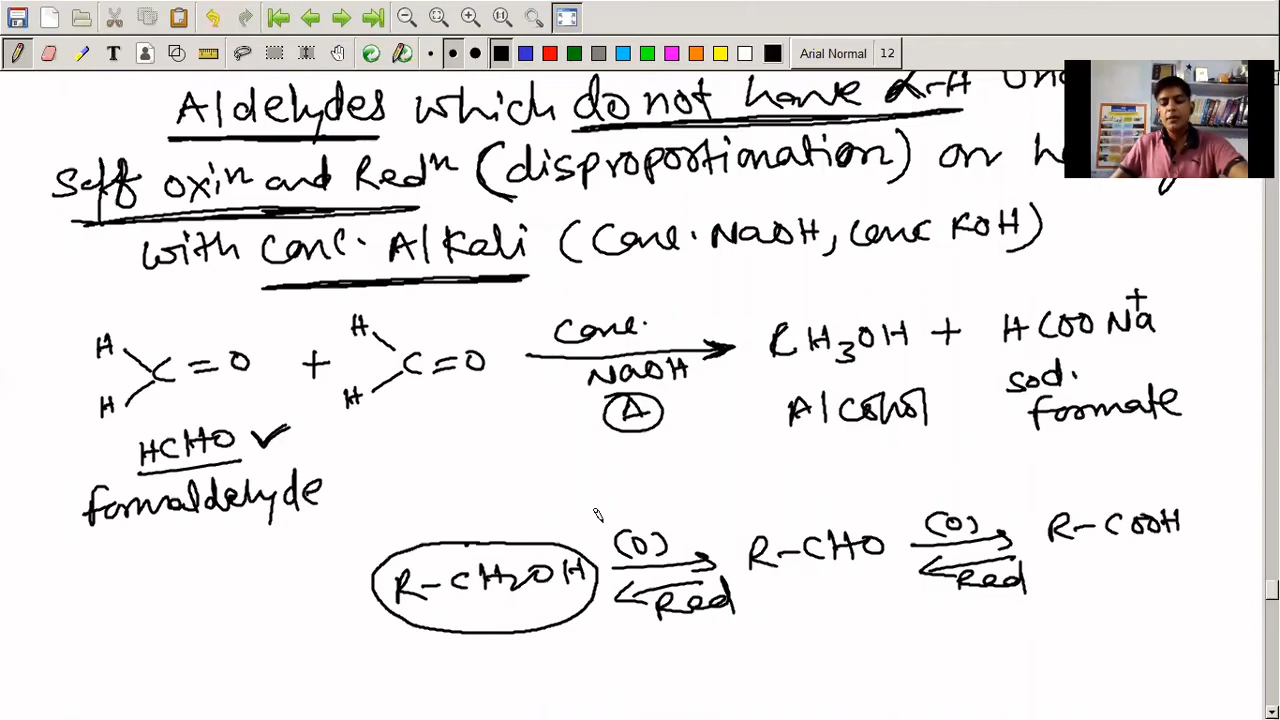 Arial Normal 12
Aldehydes which do not have α-H
self oxiⁿ and Redⁿ (disproportionation) on
with conc. Alkali (Conc. NaOH, conc KOH)
H H
C=O + C=O Conc. NaOH Δ CH3OH + HCOONa+
H H
Alcohol sod. formate
HCHO ✓
formaldehyde
R-CH2OH (O) Red R-CHO (O) Red R-COOH